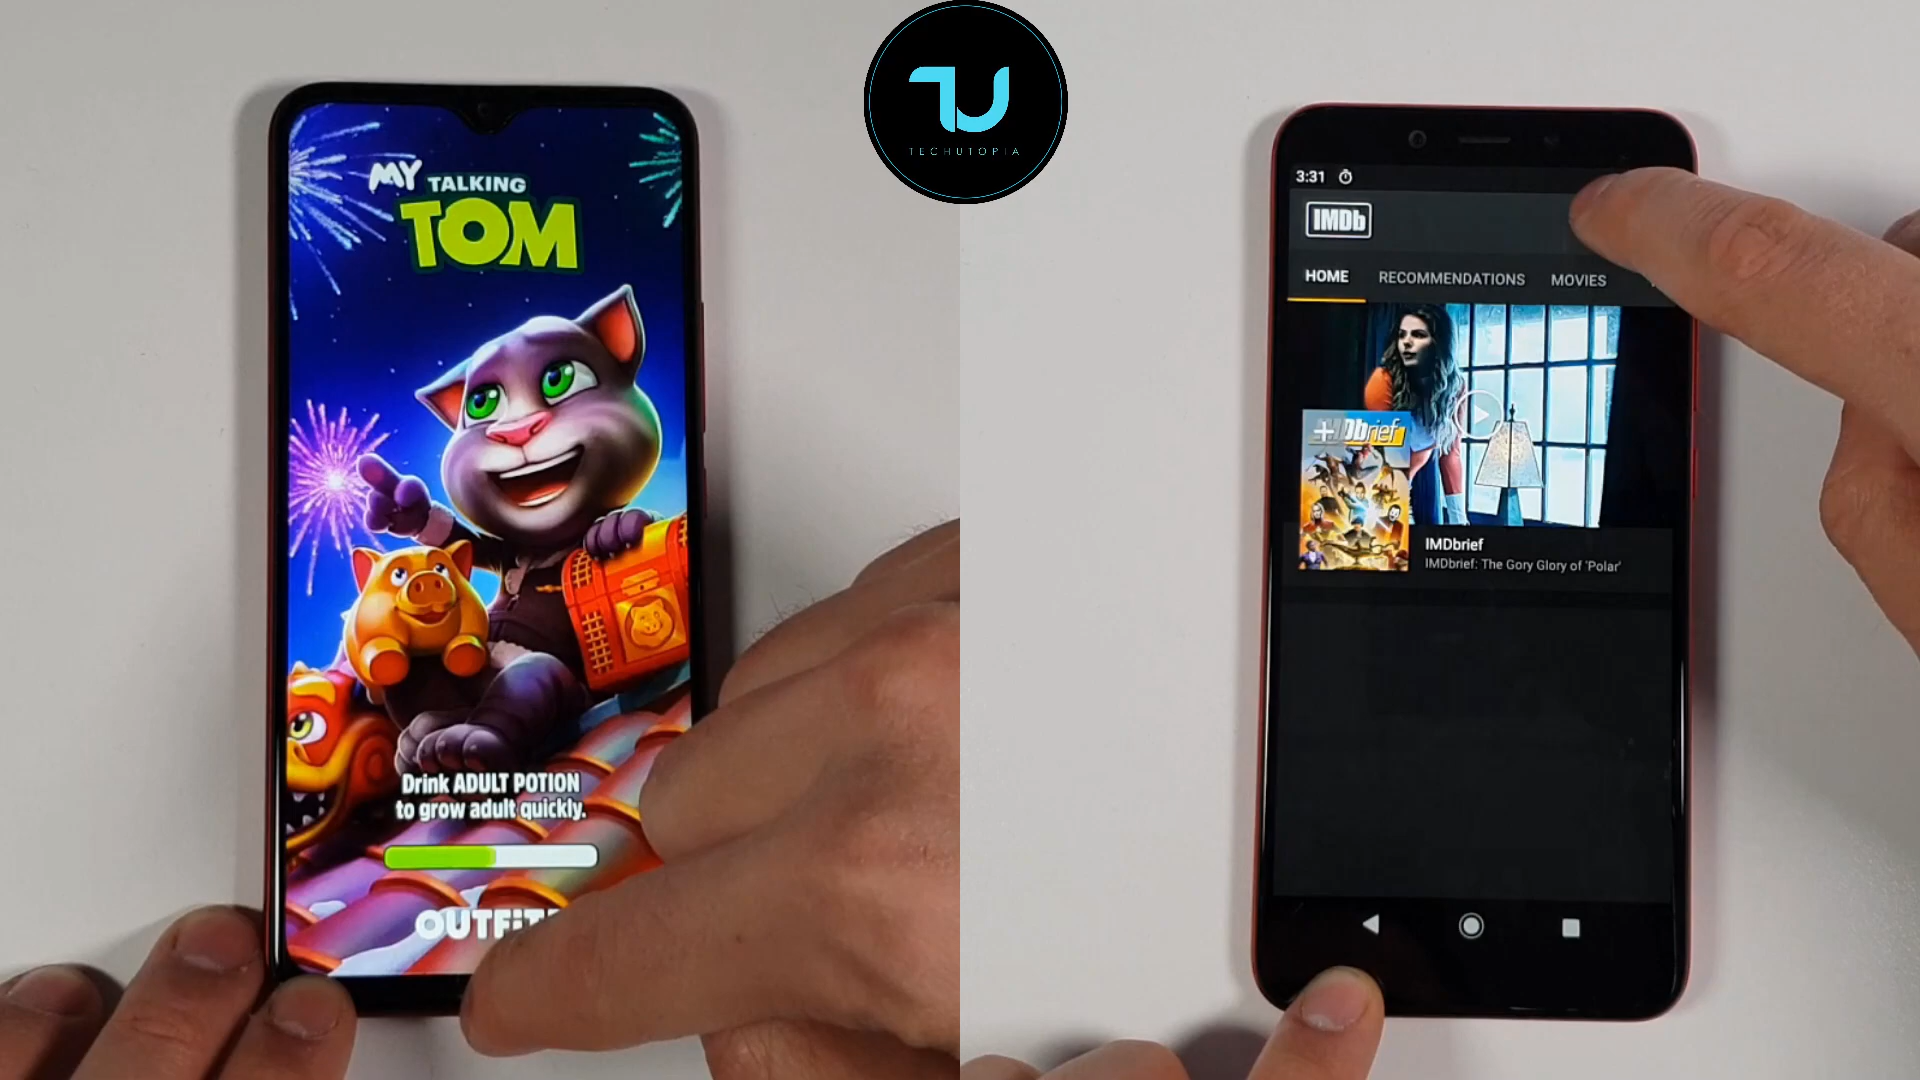 MY TALKING
TOM
Drink ADULT POTION
to grow adult quickly.
TECHUTOPIA
3:31
IMDb
HOME RECOMMENDATIONS MOVIES
IMDbrief
IMDbrief: The Gory Glory of 'Polar'